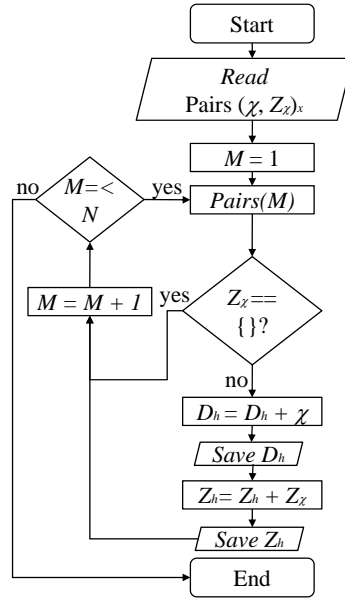 Start
Read
Pairs (χ, Zχ)x
M = 1
no
M=<
N
yes
Pairs(M)
M = M + 1
yes
Zχ==
{}?
no
Dh = Dh + χ
Save Dh
Zh= Zh + Zχ
Save Zh
End